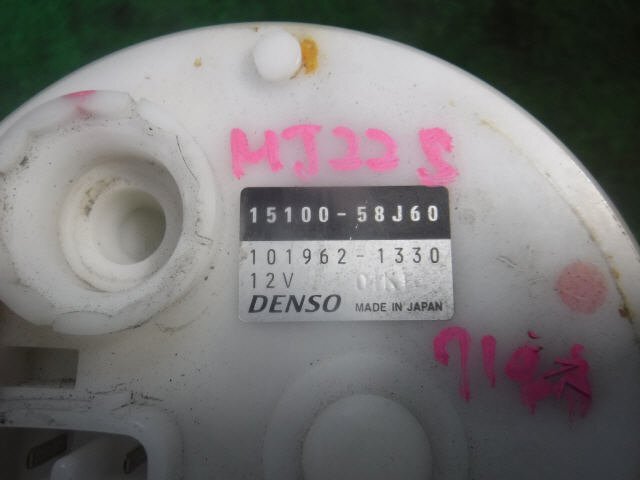 MJ22S
15100-58J60
101962-1330
12V
DENSO MADE IN JAPAN